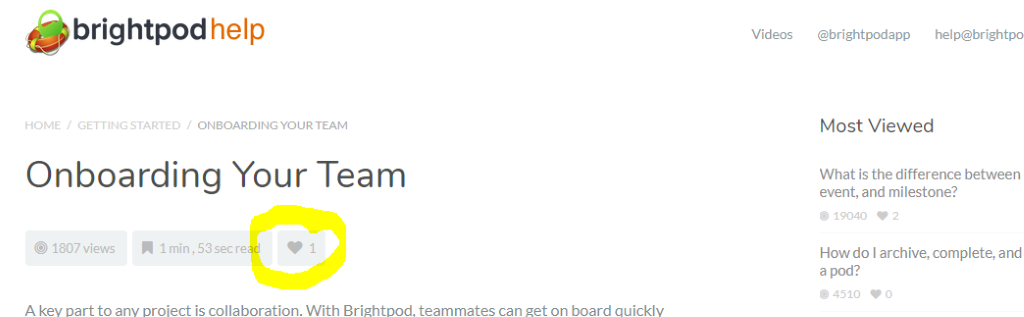 brightpod help
Videos @brightpodapp help@brightpo
HOME / GETTING STARTED / ONBOARDING YOUR TEAM
Onboarding Your Team
1807 views 1 min , 53 sec read 1
A key part to any project is collaboration. With Brightpod, teammates can get on board quickly
Most Viewed
What is the difference between
event, and milestone?
19040 2
How do I archive, complete, and
a pod?
4510 0